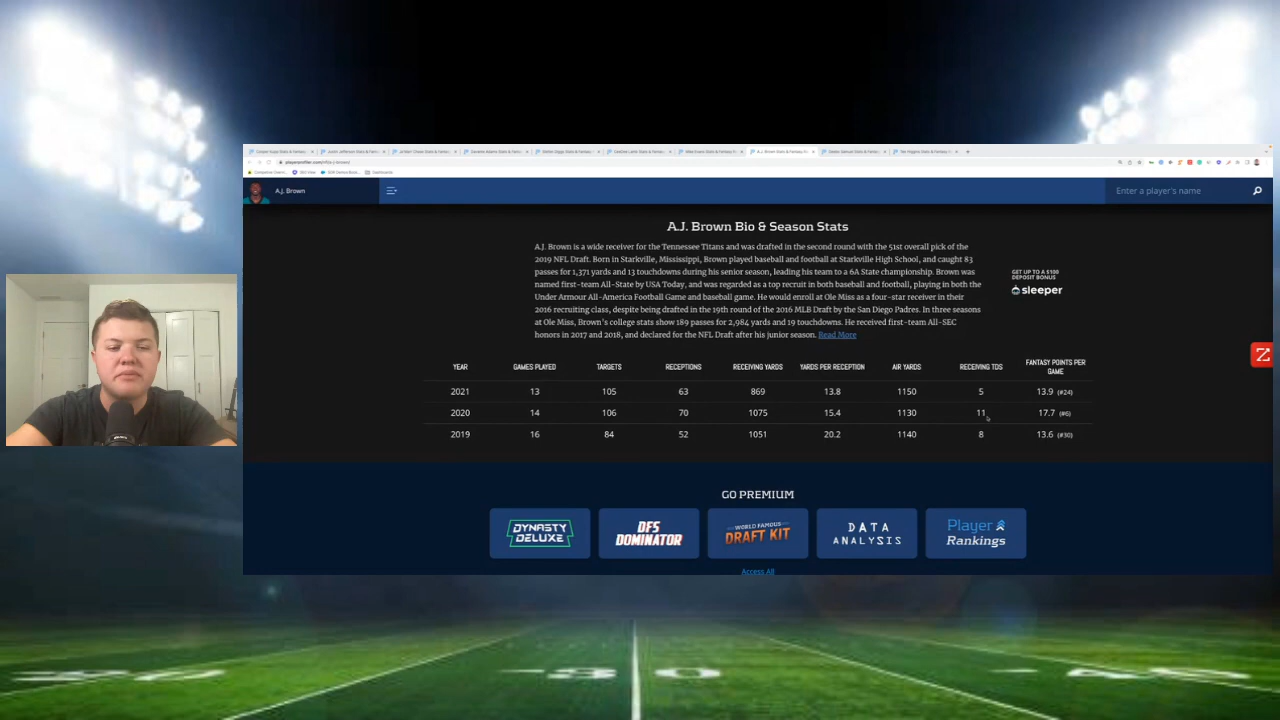 playerprofiler.com/nfl/a-j-brown/
A.J. Brown
Enter a player's name
A.J. Brown Bio & Season Stats
A.J. Brown is a wide receiver for the Tennessee Titans and was drafted in the second round with the 51st overall pick of the
2019 NFL Draft. Born in Starkville, Mississippi, Brown played baseball and football at Starkville High School, and caught 83
passes for 1,371 yards and 13 touchdowns during his senior season, leading his team to a 6A State championship. Brown was
named first-team All-State by USA Today, and was regarded as a top recruit in both baseball and football, playing in both the
Under Armour All-America Football Game and baseball game. He would enroll at Ole Miss as a four-star receiver in their
2016 recruiting class, despite being drafted in the 19th round of the 2016 MLB Draft by the San Diego Padres. In three seasons
at Ole Miss, Brown's college stats show 189 passes for 2,984 yards and 19 touchdowns. He received first-team All-SEC
honors in 2017 and 2018, and declared for the NFL Draft after his junior season. Read More
GET UP TO A $100
DEPOSIT BONUS
sleeper
YEAR GAMES PLAYED TARGETS RECEPTIONS RECEIVING YARDS YARDS PER RECEPTION AIR YARDS RECEIVING TDS FANTASY POINTS PER
GAME
2021 13 105 63 869 13.8 1150 5 13.9 (#24)
2020 14 106 70 1075 15.4 1130 11 17.7 (#6)
2019 16 84 52 1051 20.2 1140 8 13.6 (#30)
Z
GO PREMIUM
DYNASTY
DELUXE
DFS
DOMINATOR
WORLD FAMOUS
DRAFT KIT
DATA
ANALYSIS
Player
Rankings
Access All